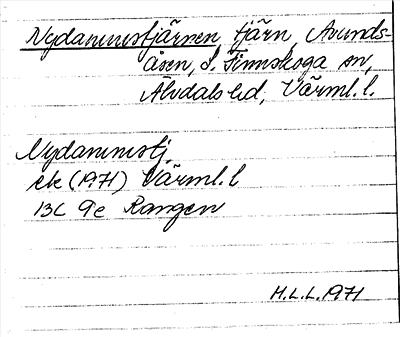 Nydammstjärnen, tjärn, Avunds-
åsen, S. Finnskoga sn,
Älvdals hd, Värml. l.
Nydammstj.
ek (1971) Värml. l
13C 9e Rangen
H.L.L. 1971